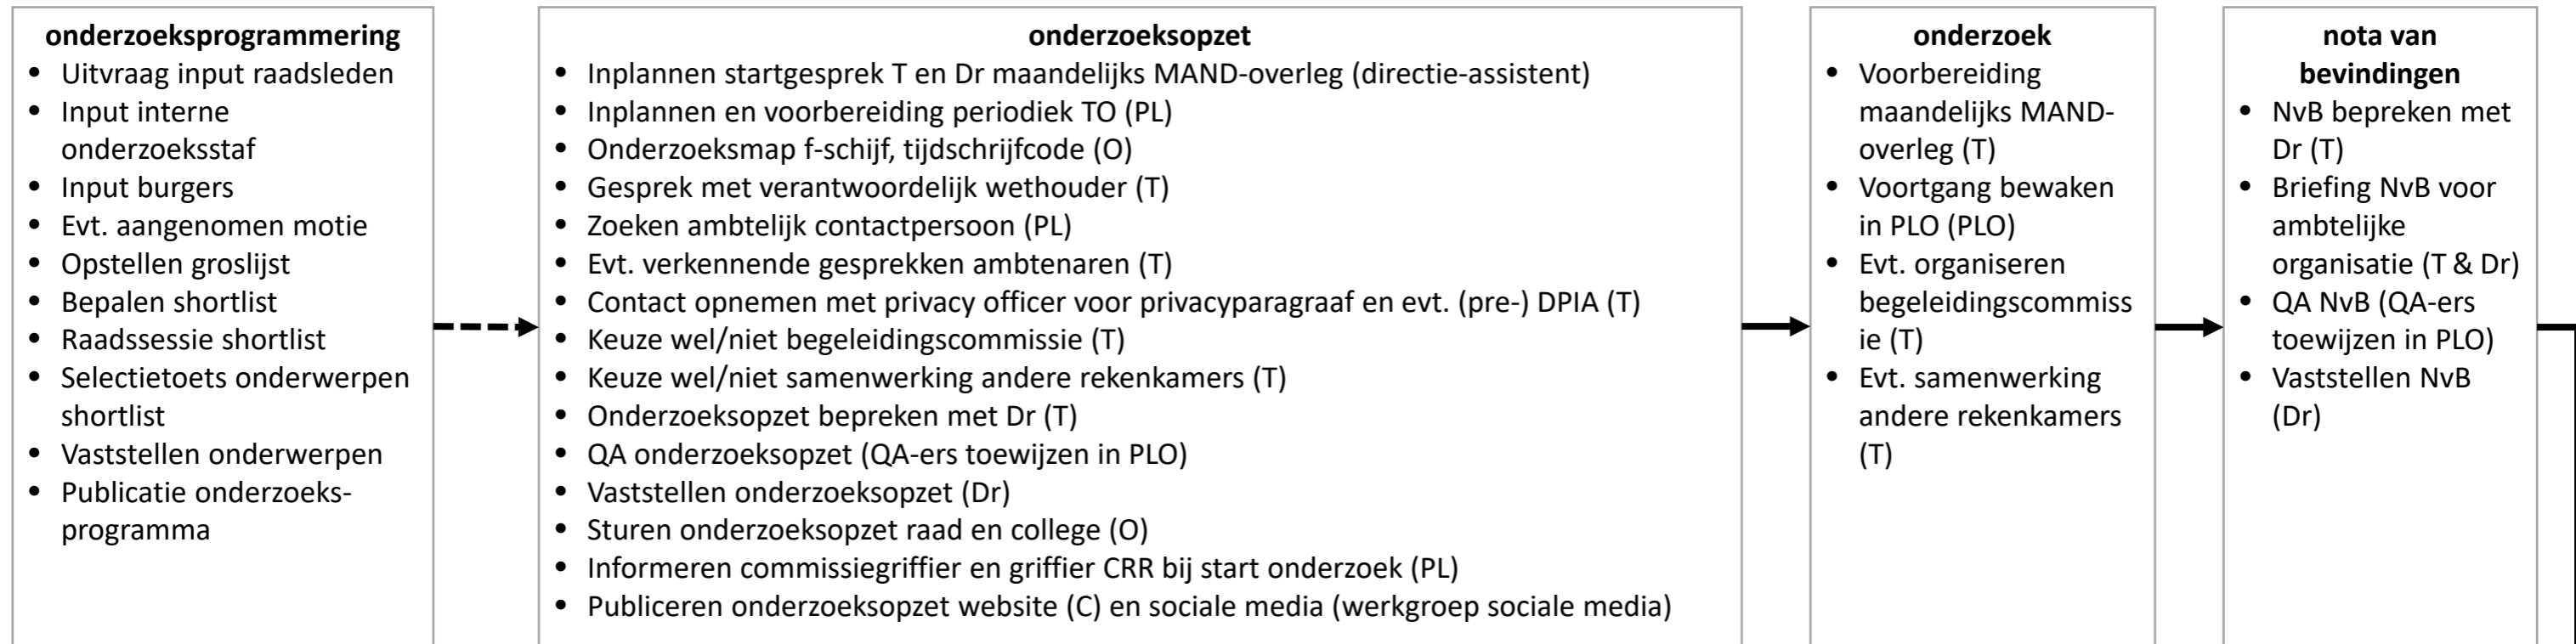 onderzoeksprogrammering
• Uitvraag input raadsleden
• Input interne
onderzoeksstaf
• Input burgers
• Evt. aangenomen motie
• Opstellen groslijst
• Bepalen shortlist
• Raadssessie shortlist
• Selectietoets onderwerpen
shortlist
• Vaststellen onderwerpen
• Publicatie onderzoeks-
programma
onderzoeksopzet
• Inplannen startgesprek T en Dr maandelijks MAND-overleg (directie-assistent)
• Inplannen en voorbereiding periodiek TO (PL)
• Onderzoeksmap f-schijf, tijdschrijfcode (O)
• Gesprek met verantwoordelijk wethouder (T)
• Zoeken ambtelijk contactpersoon (PL)
• Evt. verkennende gesprekken ambtenaren (T)
• Contact opnemen met privacy officer voor privacyparagraaf en evt. (pre-) DPIA (T)
• Keuze wel/niet begeleidingscommissie (T)
• Keuze wel/niet samenwerking andere rekenkamers (T)
• Onderzoeksopzet bepreken met Dr (T)
• QA onderzoeksopzet (QA-ers toewijzen in PLO)
• Vaststellen onderzoeksopzet (Dr)
• Sturen onderzoeksopzet raad en college (O)
• Informeren commissiegriffier en griffier CRR bij start onderzoek (PL)
• Publiceren onderzoeksopzet website (C) en sociale media (werkgroep sociale media)
onderzoek
• Voorbereiding
maandelijks MAND-
overleg (T)
• Voortgang bewaken
in PLO (PLO)
• Evt. organiseren
begeleidingscommiss
ie (T)
• Evt. samenwerking
andere rekenkamers
(T)
nota van
bevindingen
• NvB bepreken met
Dr (T)
• Briefing NvB voor
ambtelijke
organisatie (T & Dr)
• QA NvB (QA-ers
toewijzen in PLO)
• Vaststellen NvB
(Dr)